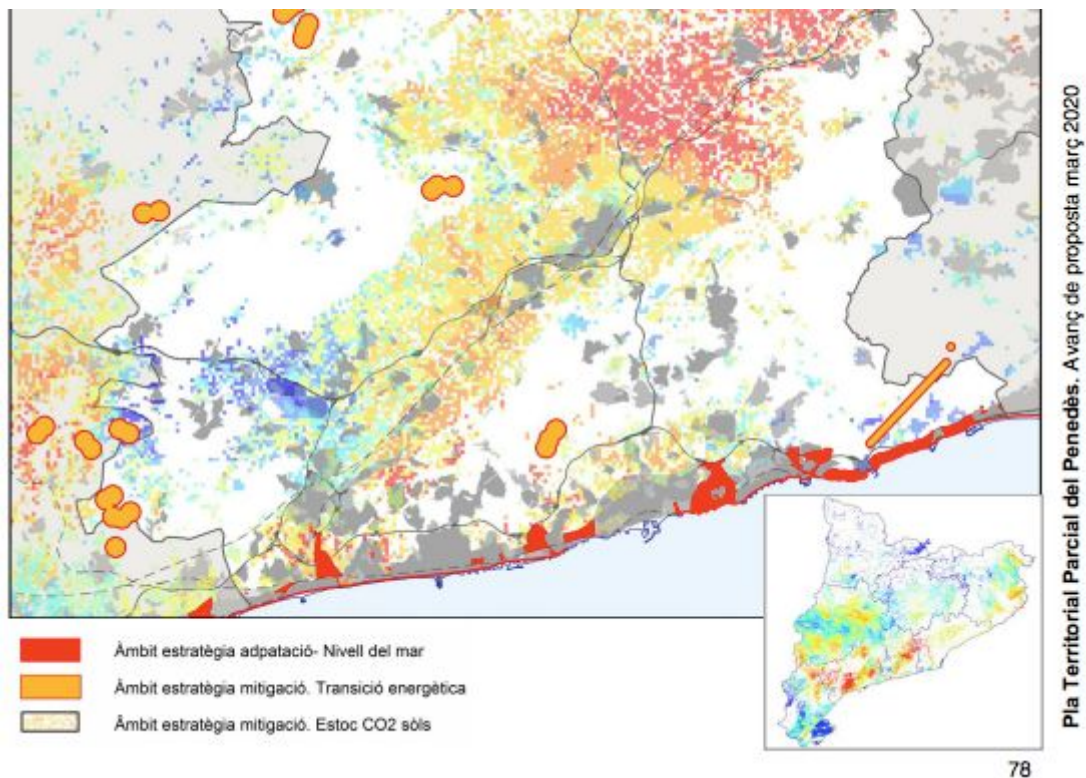 Àmbit estratègia adpatació- Nivell del mar
Àmbit estratègia mitigació. Transició energètica
Àmbit estratègia mitigació. Estoc CO2 sòls
Pla Territorial Parcial del Penedès. Avanç de proposta març 2020
78